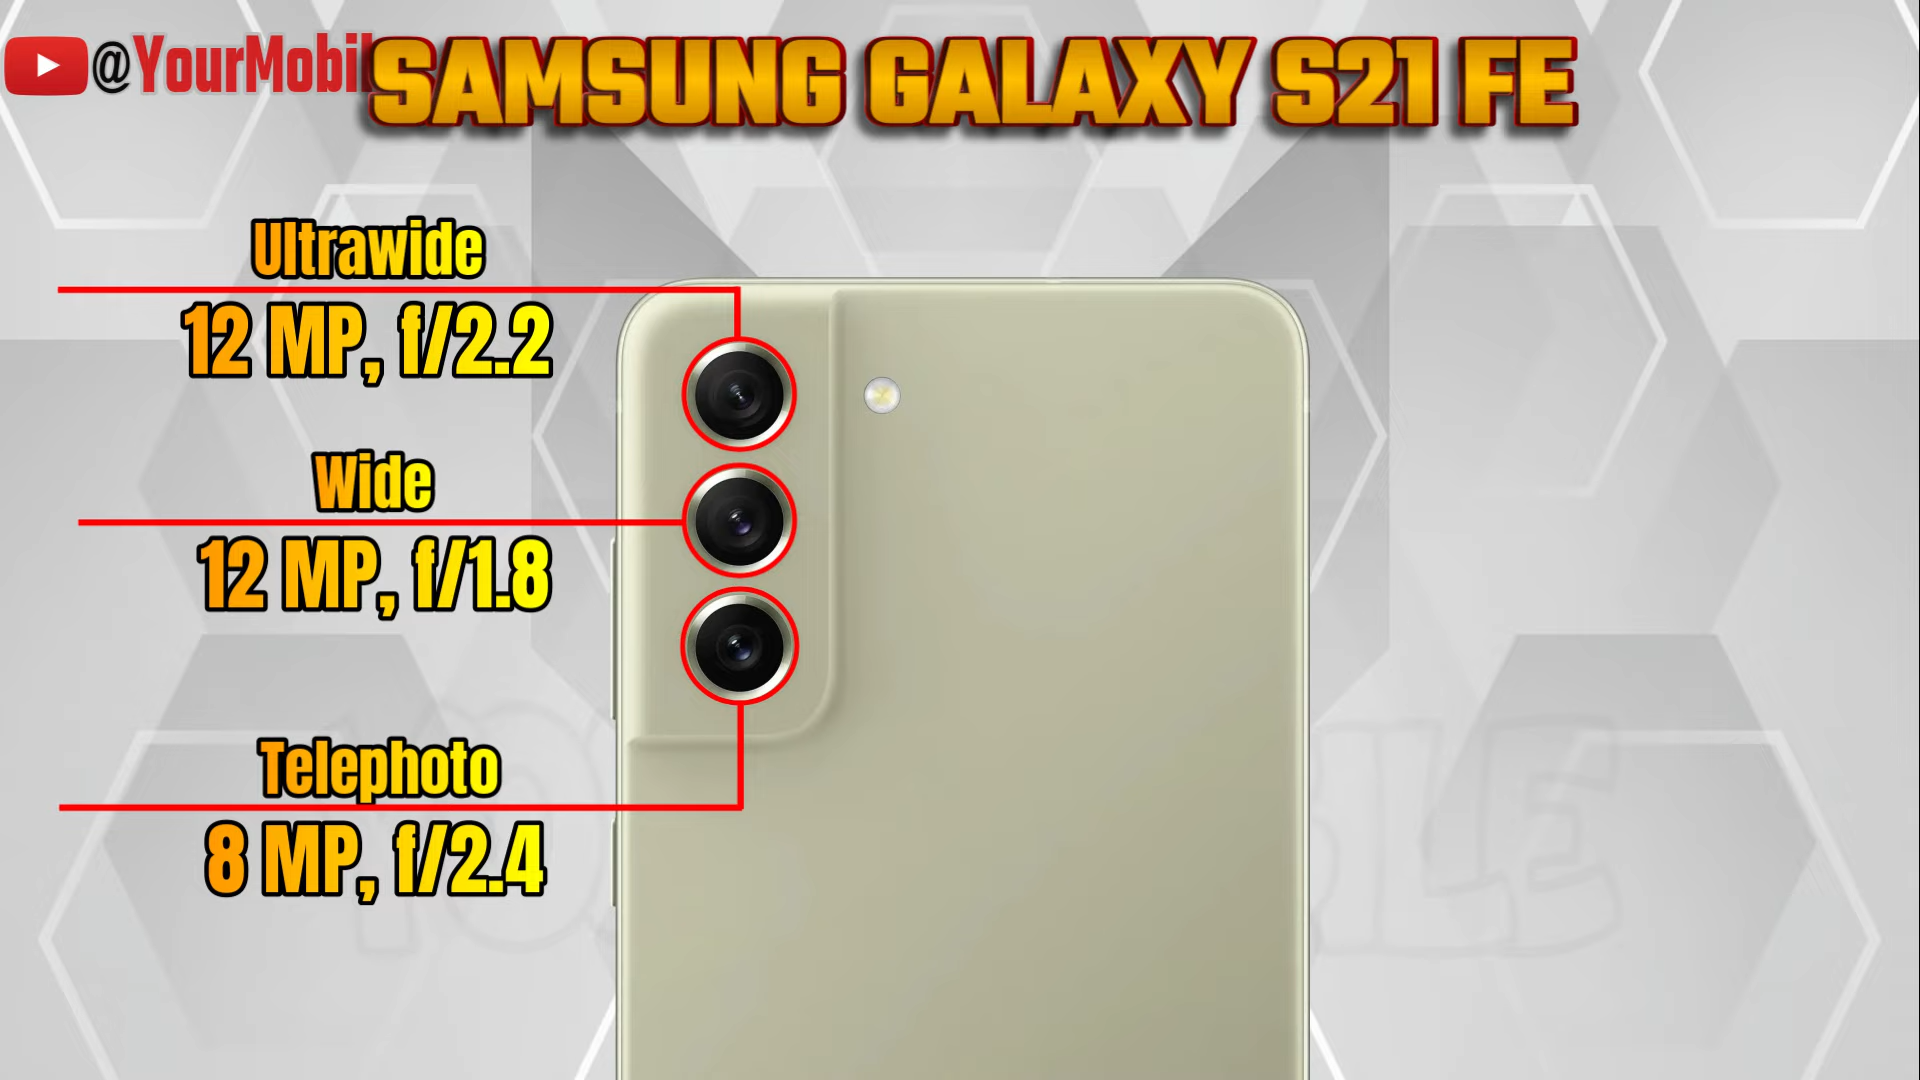 @YourMobil
SAMSUNG GALAXY S21 FE
Ultrawide
12 MP, f/2.2
Wide
12 MP, f/1.8
Telephoto
8 MP, f/2.4